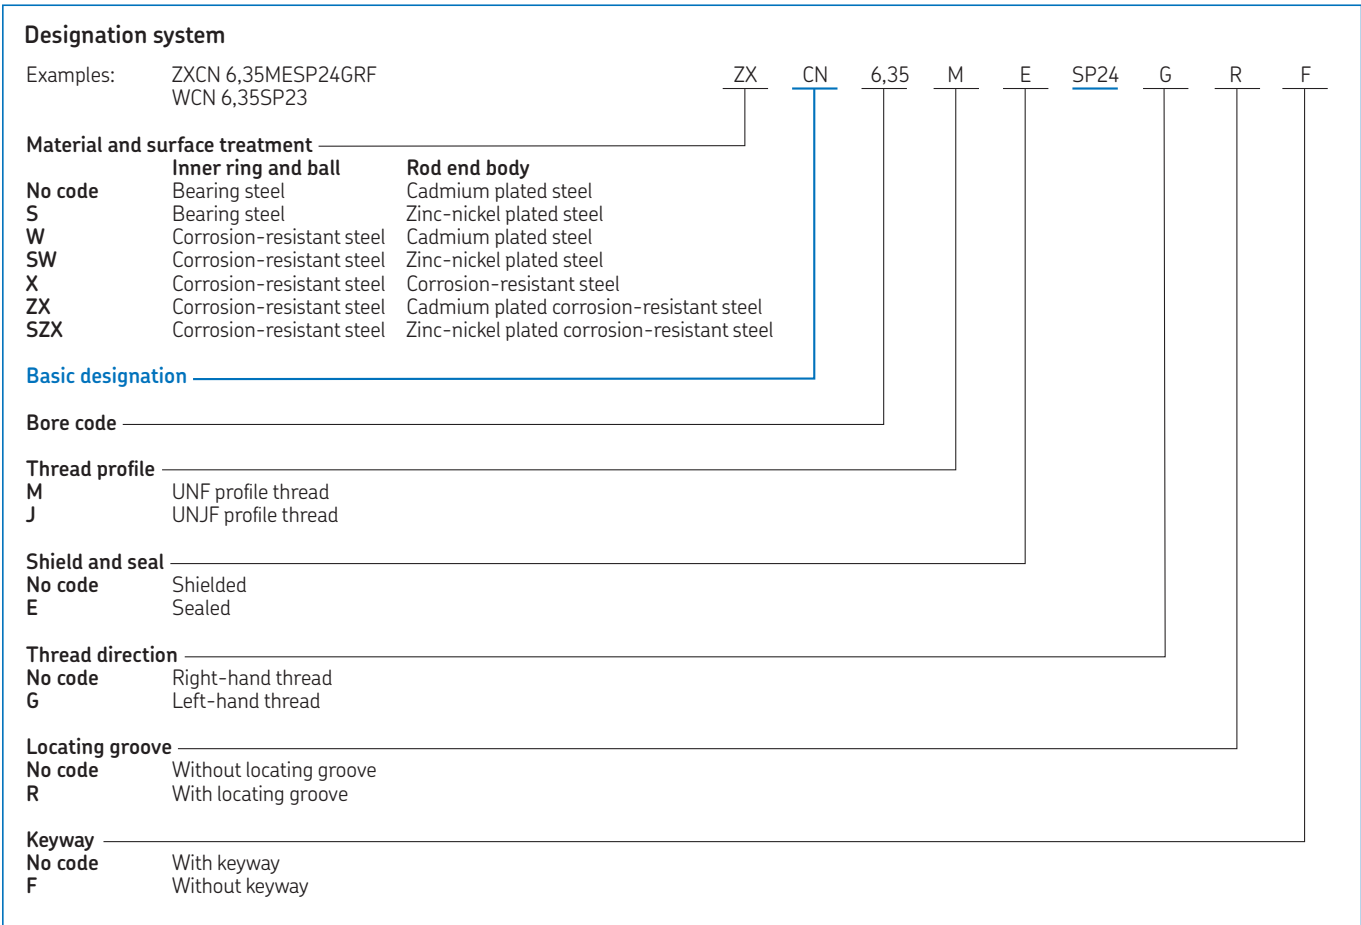 Designation system
Examples: ZXCN 6,35MESP24GRF ZX CN 6,35 M E SP24 G R F
WCN 6,35SP23
Material and surface treatment
Inner ring and ball Rod end body
No code Bearing steel Cadmium plated steel
S Bearing steel Zinc-nickel plated steel
W Corrosion-resistant steel Cadmium plated steel
SW Corrosion-resistant steel Zinc-nickel plated steel
X Corrosion-resistant steel Corrosion-resistant steel
ZX Corrosion-resistant steel Cadmium plated corrosion-resistant steel
SZX Corrosion-resistant steel Zinc-nickel plated corrosion-resistant steel
Basic designation
Bore code
Thread profile
M UNF profile thread
J UNJF profile thread
Shield and seal
No code Shielded
E Sealed
Thread direction
No code Right-hand thread
G Left-hand thread
Locating groove
No code Without locating groove
R With locating groove
Keyway
No code With keyway
F Without keyway